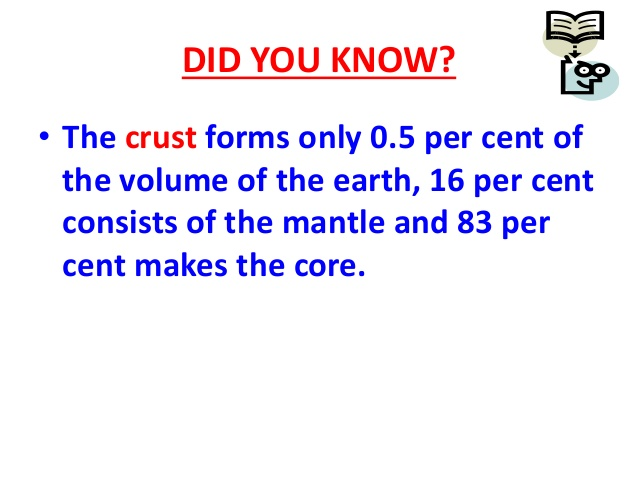 DID YOU KNOW?
• The crust forms only 0.5 per cent of
the volume of the earth, 16 per cent
consists of the mantle and 83 per
cent makes the core.